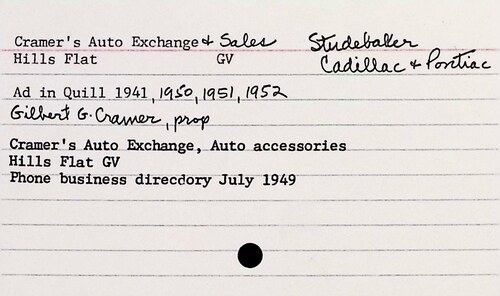 Cramer's Auto Exchange & Sales Studebaker
Hills Flat GV Cadillac & Pontiac
Ad in Quill 1941, 1950, 1951, 1952
Gilbert G. Cramer, prop
Cramer's Auto Exchange, Auto accessories
Hills Flat GV
Phone business direcdory July 1949